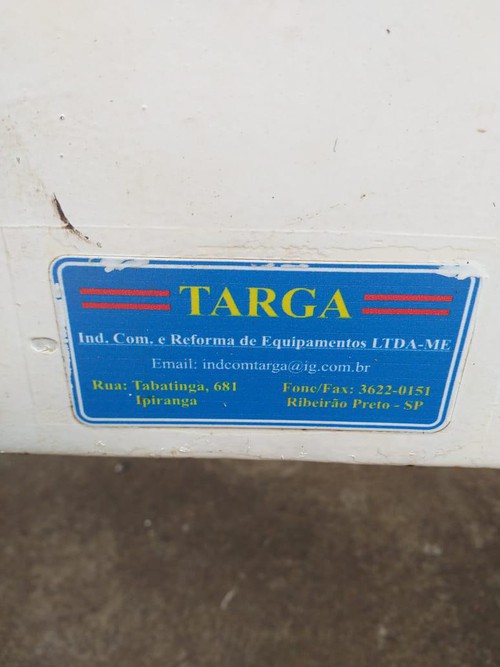 TARGA
Ind. Com. e Reforma de Equipamentos LTDA-ME
Email: indcomtarga@ig.com.br
Rua: Tabatinga, 681 Fone/Fax: 3622-0151
Ipiranga Ribeirão Preto - SP